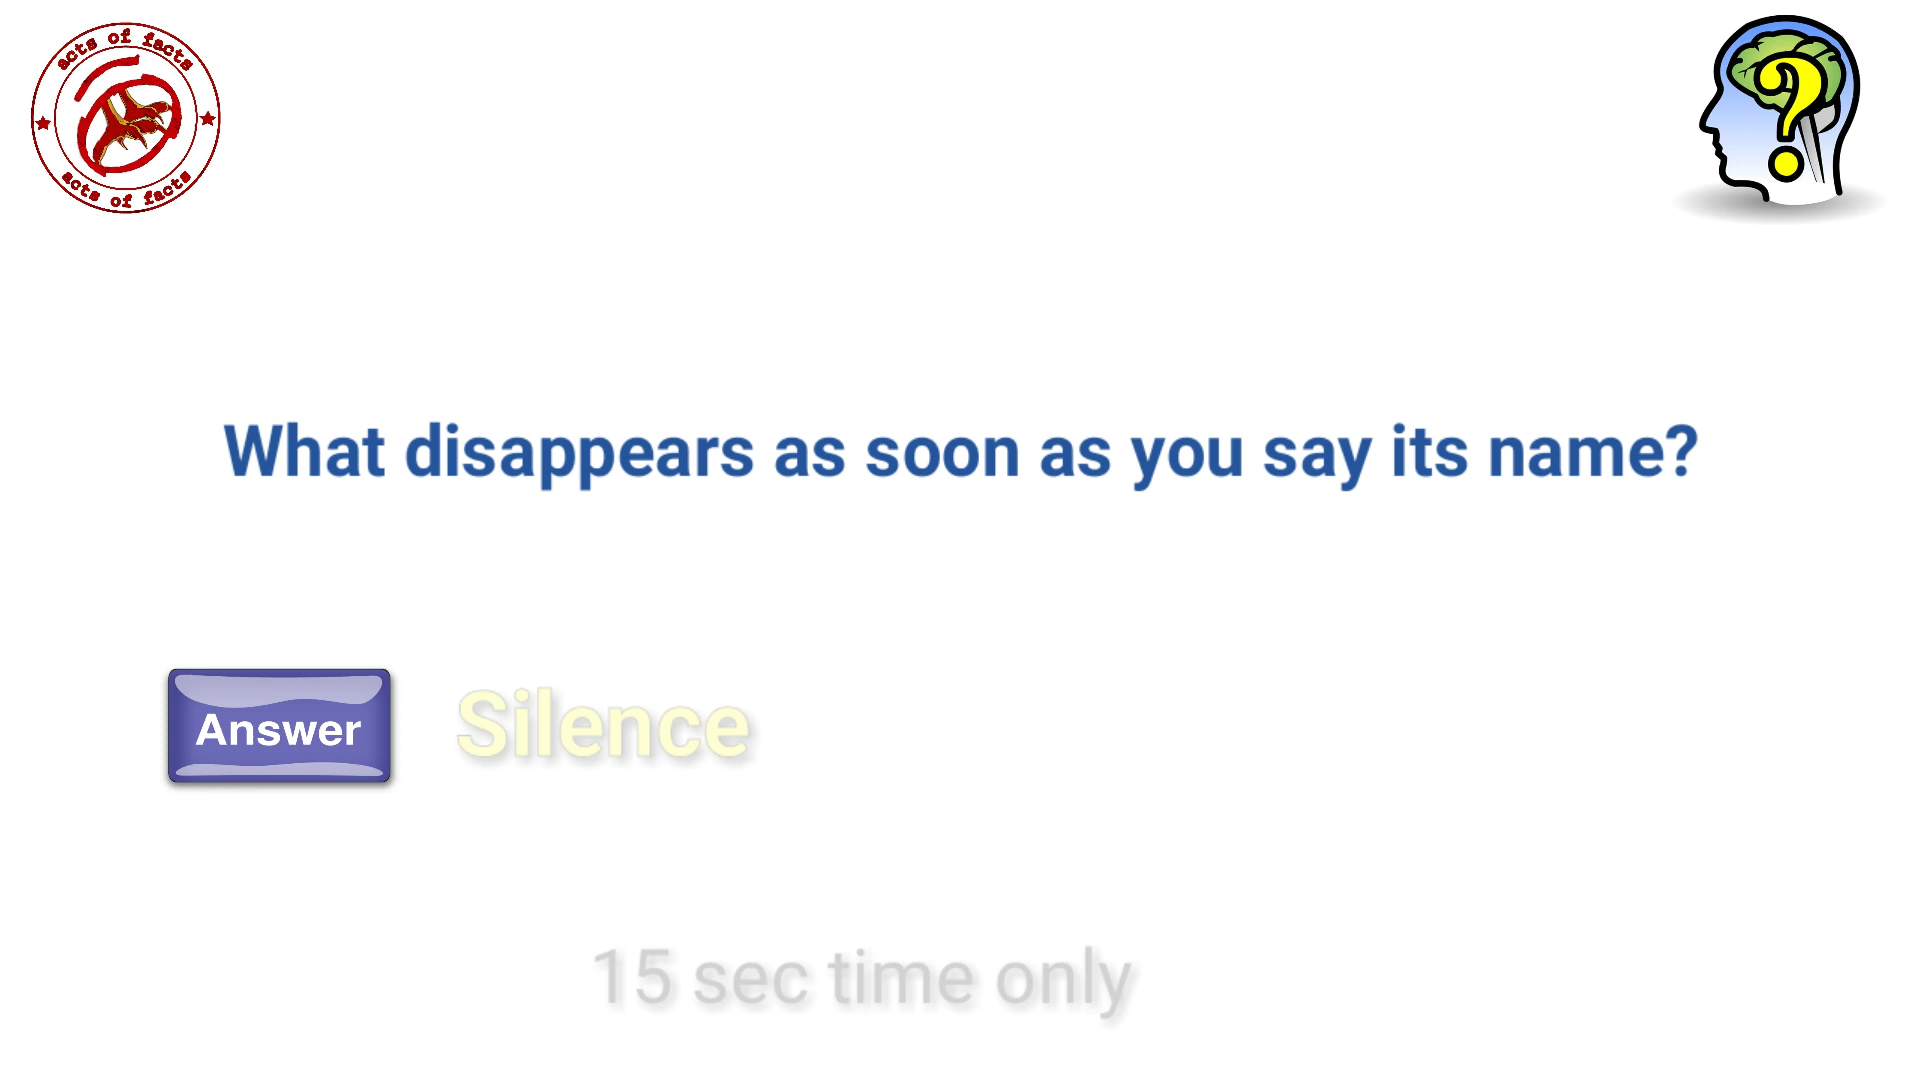 acts of facts
acts of facts
What disappears as soon as you say its name?
Answer
Silence
15 sec time only